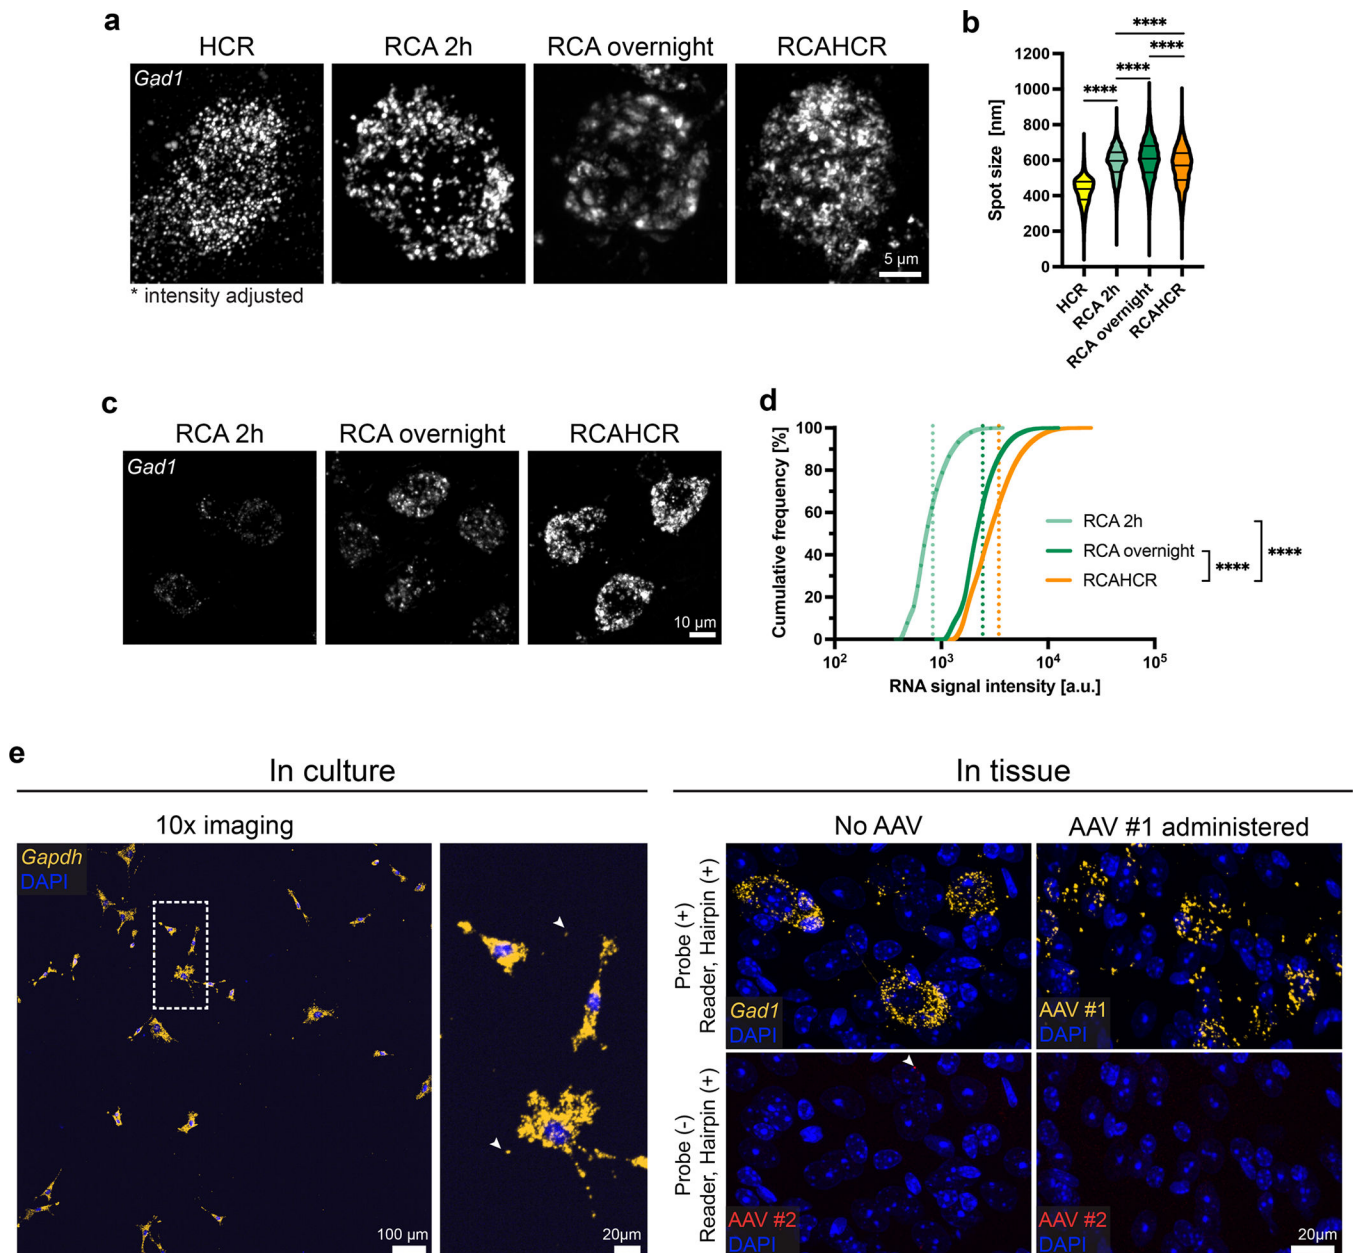 a
HCR
RCA 2h
RCA overnight
RCAHCR
Gad1
5 µm
* intensity adjusted
b
****
****
****
****
1200
1000
800
600
400
200
0
Spot size [nm]
HCR
RCA 2h
RCA overnight
RCAHCR
c
RCA 2h
RCA overnight
RCAHCR
Gad1
10 µm
d
Cumulative frequency [%]
100
80
60
40
20
0
10²
10³
10⁴
10⁵
RNA signal intensity [a.u.]
RCA 2h
RCA overnight
RCAHCR
****
****
e
In culture
10x imaging
Gapdh
DAPI
100 µm
20µm
In tissue
No AAV
AAV #1 administered
Probe (+)
Reader, Hairpin (+)
Gad1
DAPI
AAV #1
DAPI
Probe (-)
Reader, Hairpin (+)
AAV #2
DAPI
AAV #2
DAPI
20µm